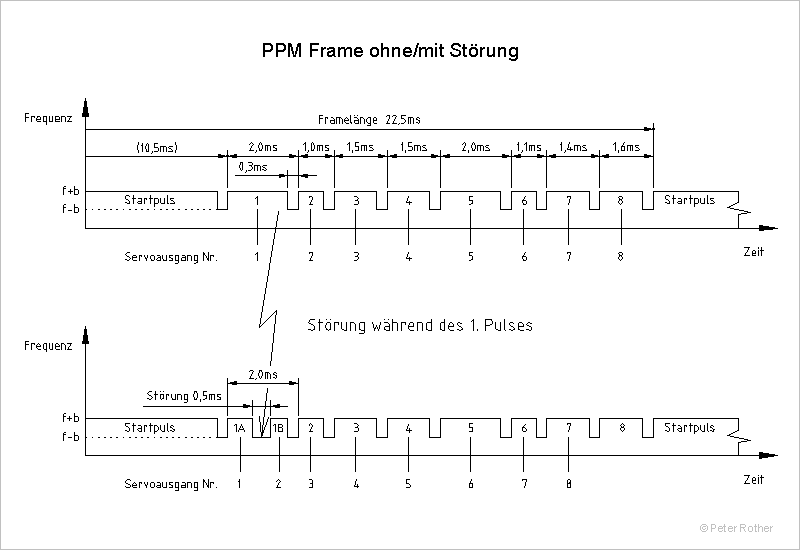 PPM Frame ohne/mit Störung
Frequenz
Framelänge 22,5ms
(10,5ms) 2,0ms 1,0ms 1,5ms 1,5ms 2,0ms 1,1ms 1,4ms 1,6ms
0,3ms
f+b
f-b
Startpuls 1 2 3 4 5 6 7 8 Startpuls
Zeit
Servoausgang Nr. 1 2 3 4 5 6 7 8
Störung während des 1. Pulses
Frequenz
2,0ms
Störung 0,5ms
f+b
f-b
Startpuls 1A 1B 2 3 4 5 6 7 8 Startpuls
Zeit
Servoausgang Nr. 1 2 3 4 5 6 7 8
© Peter Rother